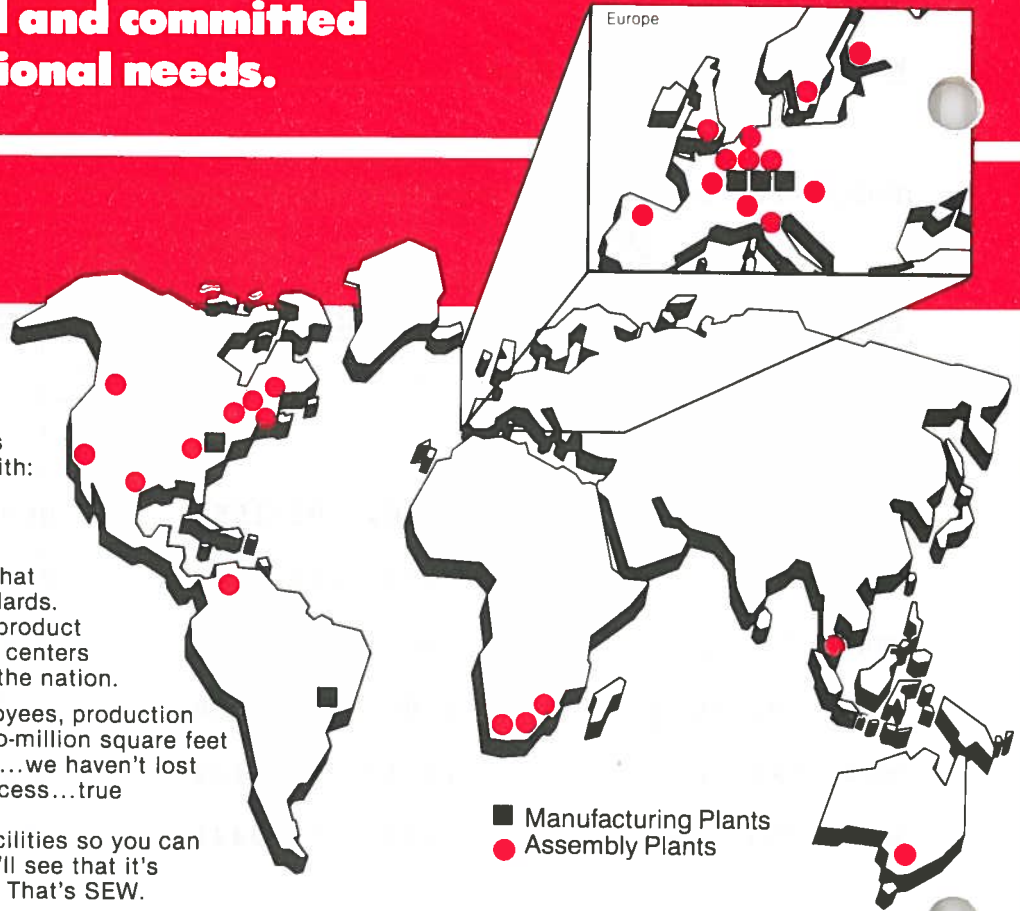 and committed
ional needs.
Europe
s
ith:
hat
dards.
product
centers
the nation.
oyees, production
o-million square feet
...we haven't lost
cess...true
cilities so you can
'll see that it's
That's SEW.
Manufacturing Plants
Assembly Plants